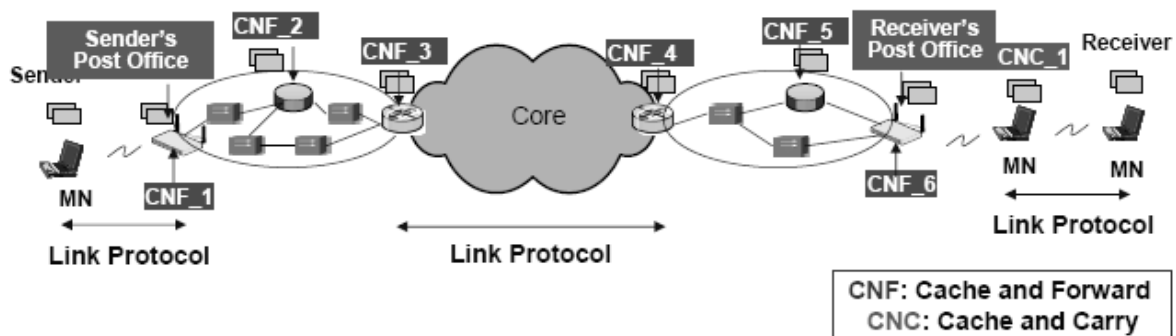 Sender's
Post Office
CNF_2
CNF_3
CNF_4
CNF_5
Receiver's
Post Office
CNC_1
Receiver
Sender
Core
MN
CNF_1
CNF_6
MN
MN
Link Protocol
Link Protocol
Link Protocol
CNF: Cache and Forward
CNC: Cache and Carry